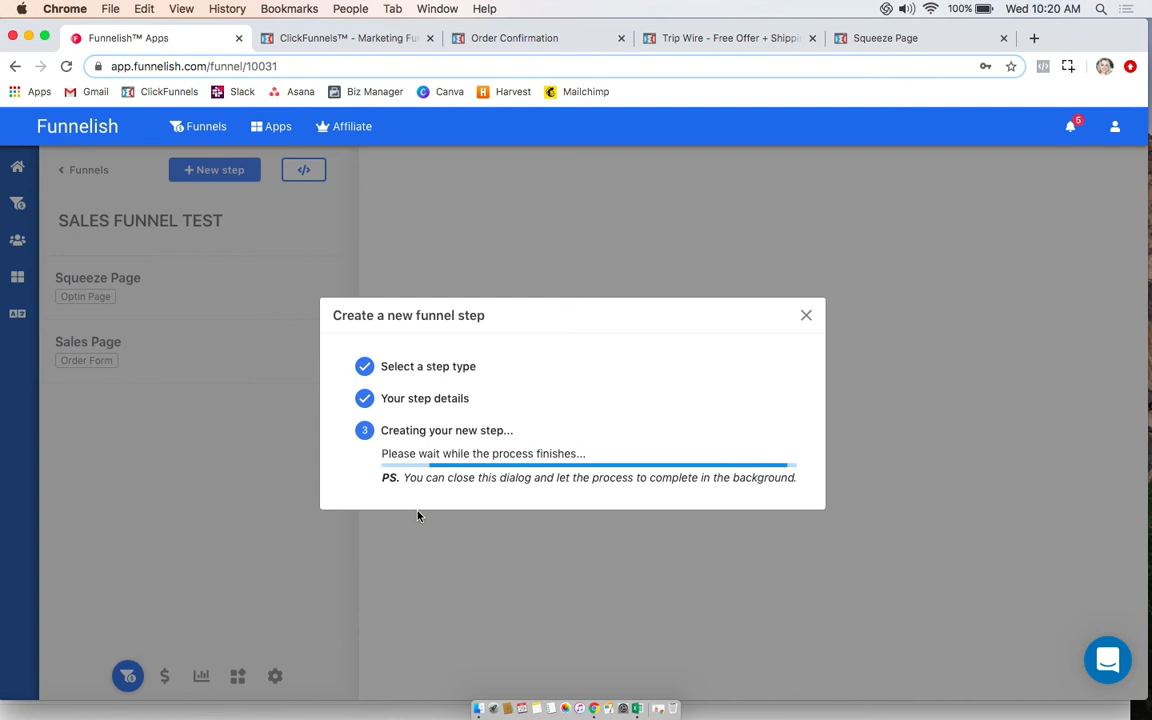 Chrome File Edit View History Bookmarks People Tab Window Help 100% Wed 10:20 AM
Funnelish™ Apps ClickFunnels™ - Marketing Fu Order Confirmation Trip Wire - Free Offer + Shippi Squeeze Page
app.funnelish.com/funnel/10031
Apps Gmail ClickFunnels Slack Asana Biz Manager Canva Harvest Mailchimp
Funnelish Funnels Apps Affiliate 5
Funnels + New step </>
SALES FUNNEL TEST
Squeeze Page
Optin Page
Sales Page
Order Form
Create a new funnel step
Select a step type
Your step details
3 Creating your new step...
Please wait while the process finishes...
PS. You can close this dialog and let the process to complete in the background.